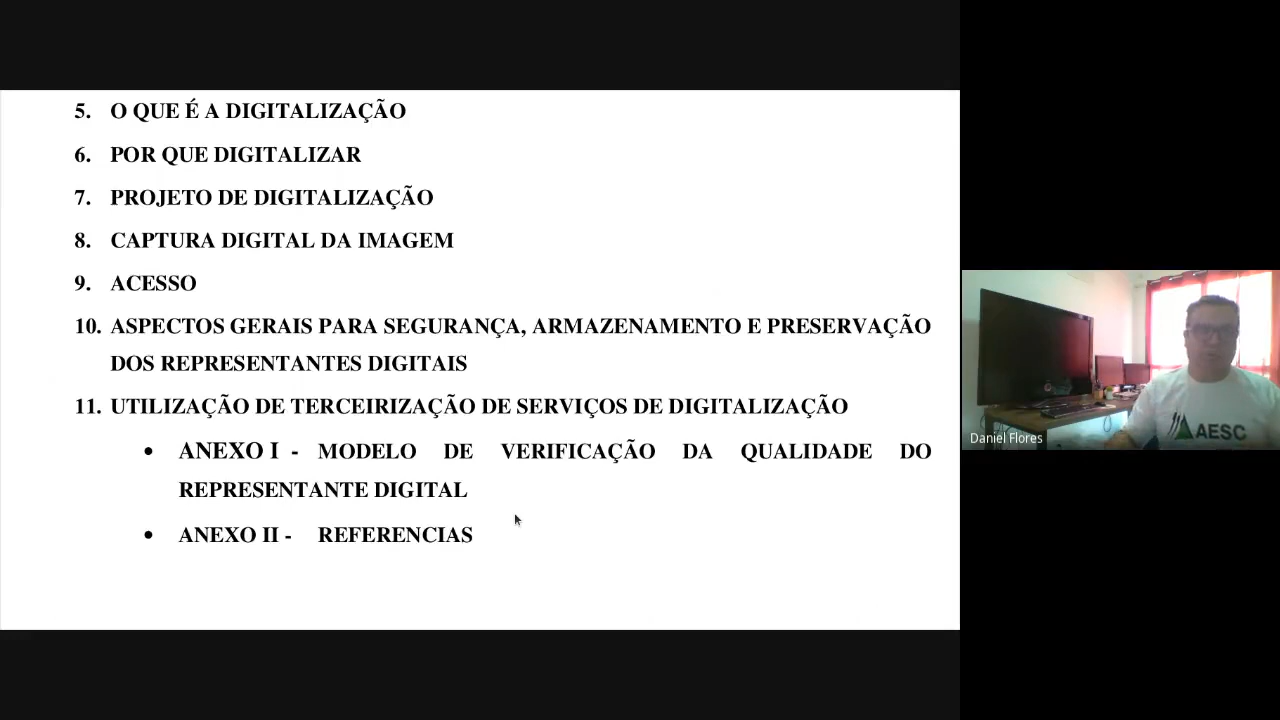 5. O QUE É A DIGITALIZAÇÃO
6. POR QUE DIGITALIZAR
7. PROJETO DE DIGITALIZAÇÃO
8. CAPTURA DIGITAL DA IMAGEM
9. ACESSO
10. ASPECTOS GERAIS PARA SEGURANÇA, ARMAZENAMENTO E PRESERVAÇÃO
DOS REPRESENTANTES DIGITAIS
11. UTILIZAÇÃO DE TERCEIRIZAÇÃO DE SERVIÇOS DE DIGITALIZAÇÃO
• ANEXO I - MODELO DE VERIFICAÇÃO DA QUALIDADE DO
REPRESENTANTE DIGITAL
• ANEXO II - REFERENCIAS
AESC
Daniel Flores